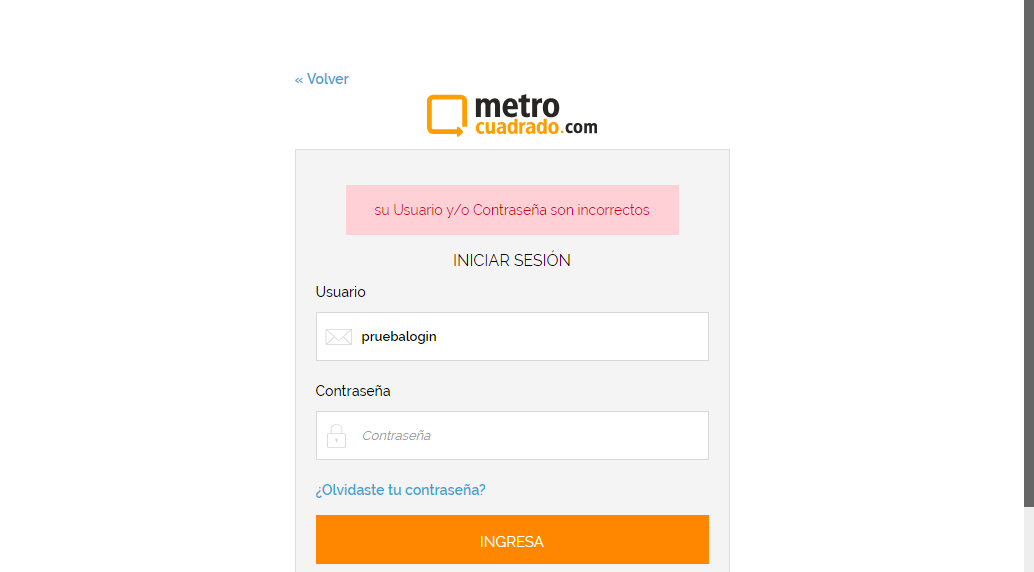 « Volver
metro
cuadrado.com
su Usuario y/o Contraseña son incorrectos
INICIAR SESIÓN
Usuario
pruebalogin
Contraseña
Contraseña
¿Olvidaste tu contraseña?
INGRESA